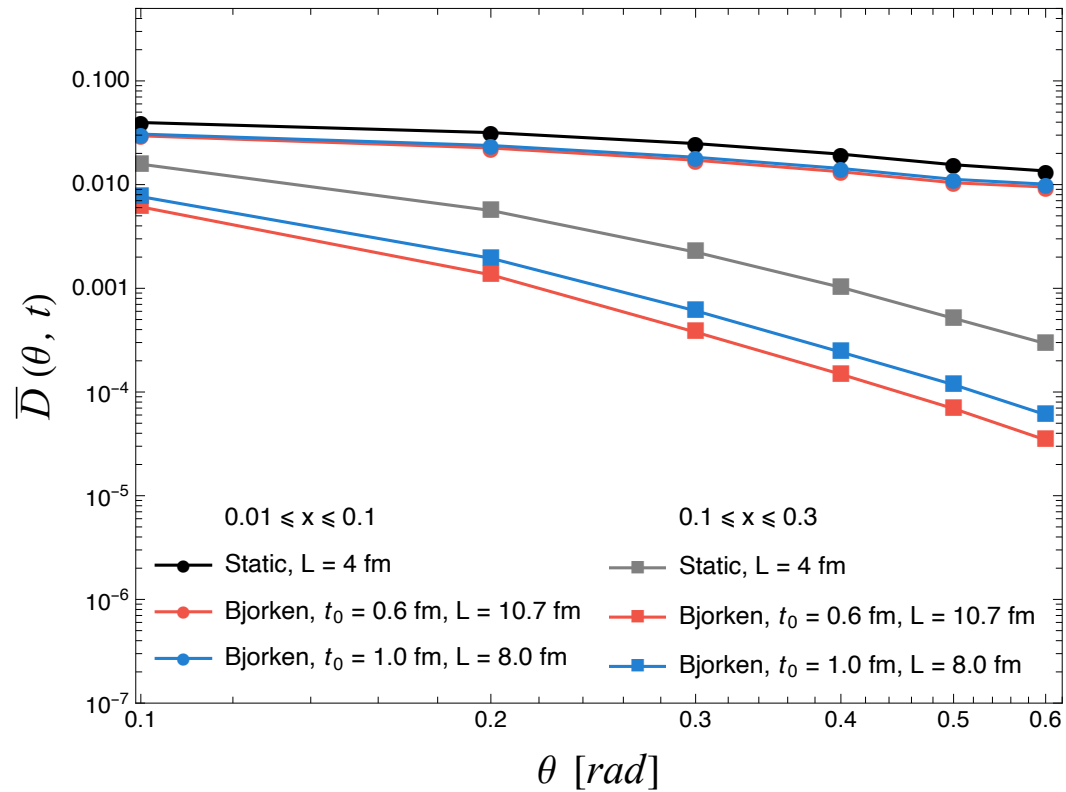 0.100
0.010
0.001
10⁻⁴
10⁻⁵
10⁻⁶
10⁻⁷
D̅ (θ, t)
0.01 ⩽ x ⩽ 0.1
Static, L = 4 fm
Bjorken, t₀ = 0.6 fm, L = 10.7 fm
Bjorken, t₀ = 1.0 fm, L = 8.0 fm
0.1 ⩽ x ⩽ 0.3
Static, L = 4 fm
Bjorken, t₀ = 0.6 fm, L = 10.7 fm
Bjorken, t₀ = 1.0 fm, L = 8.0 fm
0.1 0.2 0.3 0.4 0.5 0.6
θ [rad]